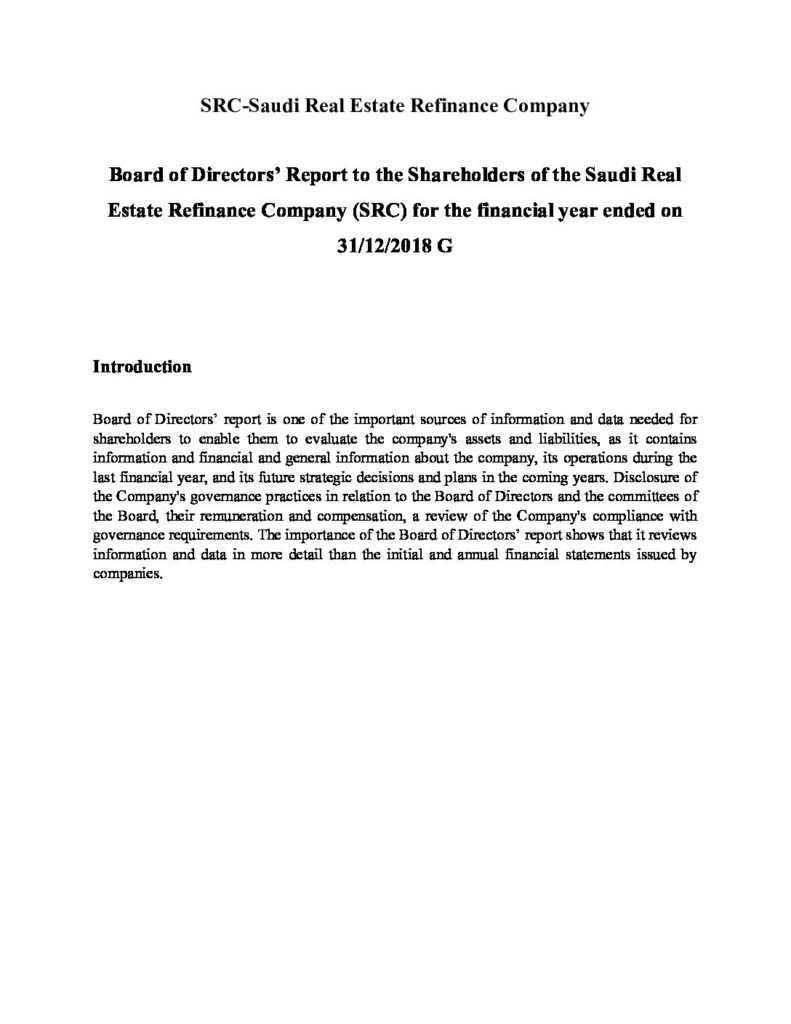 SRC-Saudi Real Estate Refinance Company
Board of Directors’ Report to the Shareholders of the Saudi Real
Estate Refinance Company (SRC) for the financial year ended on
31/12/2018 G
Introduction
Board of Directors’ report is one of the important sources of information and data needed for
shareholders to enable them to evaluate the company's assets and liabilities, as it contains
information and financial and general information about the company, its operations during the
last financial year, and its future strategic decisions and plans in the coming years. Disclosure of
the Company's governance practices in relation to the Board of Directors and the committees of
the Board, their remuneration and compensation, a review of the Company's compliance with
governance requirements. The importance of the Board of Directors’ report shows that it reviews
information and data in more detail than the initial and annual financial statements issued by
companies.